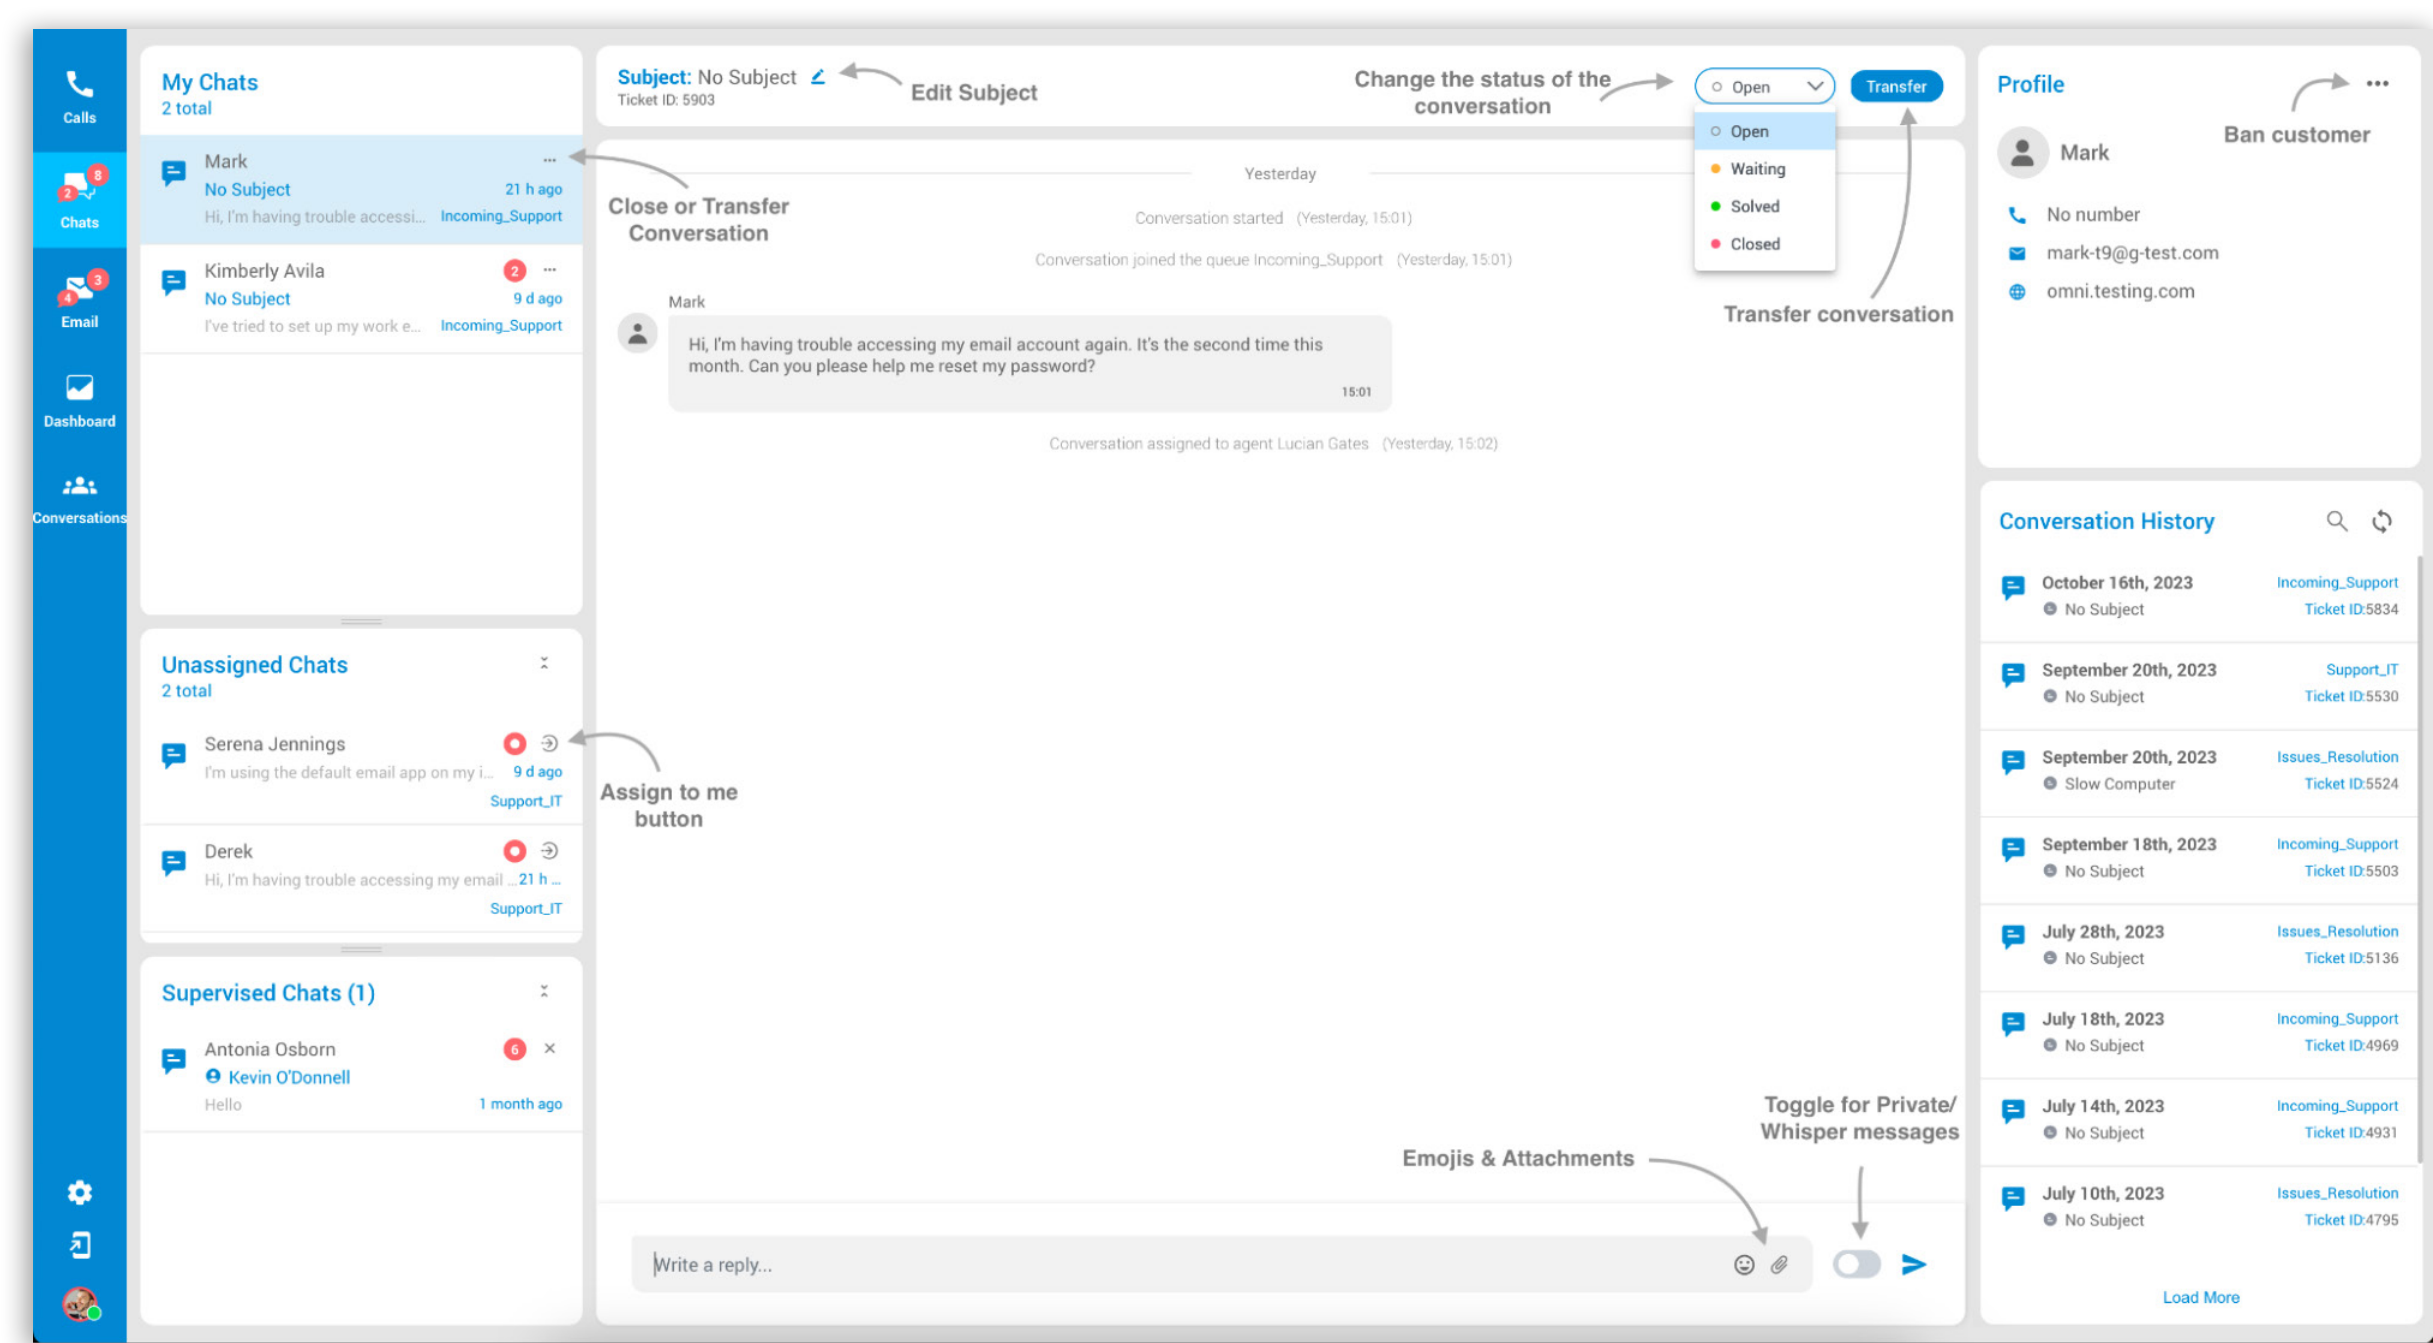 Calls
8
2
Chats
3
4
Email
Dashboard
Conversations
My Chats
2 total
Mark
No Subject
21 h ago
Hi, I'm having trouble accessi...
Incoming_Support
Kimberly Avila
2
No Subject
9 d ago
I've tried to set up my work e...
Incoming_Support
Unassigned Chats
2 total
Serena Jennings
I'm using the default email app on my i...
9 d ago
Support_IT
Derek
Hi, I'm having trouble accessing my email ...
21 h ...
Support_IT
Supervised Chats (1)
Antonia Osborn
6
Kevin O'Donnell
Hello
1 month ago
Subject: No Subject
Ticket ID: 5903
Edit Subject
Change the status of the
conversation
Open
Transfer
Open
Waiting
Solved
Closed
Transfer conversation
Close or Transfer
Conversation
Yesterday
Conversation started (Yesterday, 15:01)
Conversation joined the queue Incoming_Support (Yesterday, 15:01)
Mark
Hi, I'm having trouble accessing my email account again. It's the second time this
month. Can you please help me reset my password?
15:01
Conversation assigned to agent Lucian Gates (Yesterday, 15:02)
Assign to me
button
Toggle for Private/
Whisper messages
Emojis & Attachments
Write a reply...
Profile
Ban customer
Mark
No number
mark-t9@g-test.com
omni.testing.com
Conversation History
October 16th, 2023
Incoming_Support
No Subject
Ticket ID:5834
September 20th, 2023
Support_IT
No Subject
Ticket ID:5530
September 20th, 2023
Issues_Resolution
Slow Computer
Ticket ID:5524
September 18th, 2023
Incoming_Support
No Subject
Ticket ID:5503
July 28th, 2023
Issues_Resolution
No Subject
Ticket ID:5136
July 18th, 2023
Incoming_Support
No Subject
Ticket ID:4969
July 14th, 2023
Incoming_Support
No Subject
Ticket ID:4931
July 10th, 2023
Issues_Resolution
No Subject
Ticket ID:4795
Load More